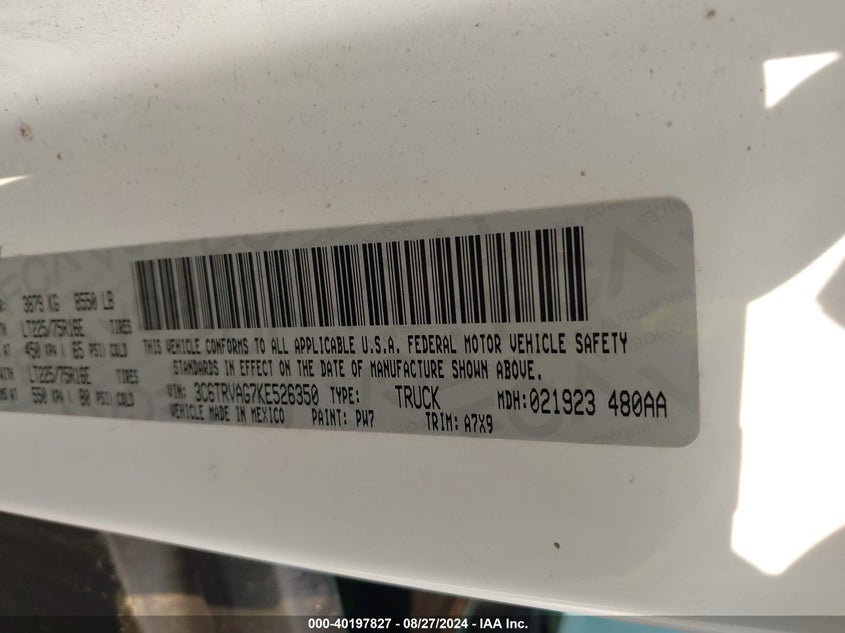 3879 KG 8550 LB
LT225/75R16E TIRES
AT 450 KPA ( 65 PSI) COLD
WITH LT225/75R16E TIRES
550 KPA ( 80 PSI) COLD
THIS VEHICLE CONFORMS TO ALL APPLICABLE U.S.A. FEDERAL MOTOR VEHICLE SAFETY
STANDARDS IN EFFECT ON THE DATE OF MANUFACTURE SHOWN ABOVE.
VIN: 3C6TRVAG7KE526350 TYPE: TRUCK MDH:021923 480AA
VEHICLE MADE IN MEXICO PAINT: PW7 TRIM: A7X9
000-40197827 - 08/27/2024 - IAA Inc.